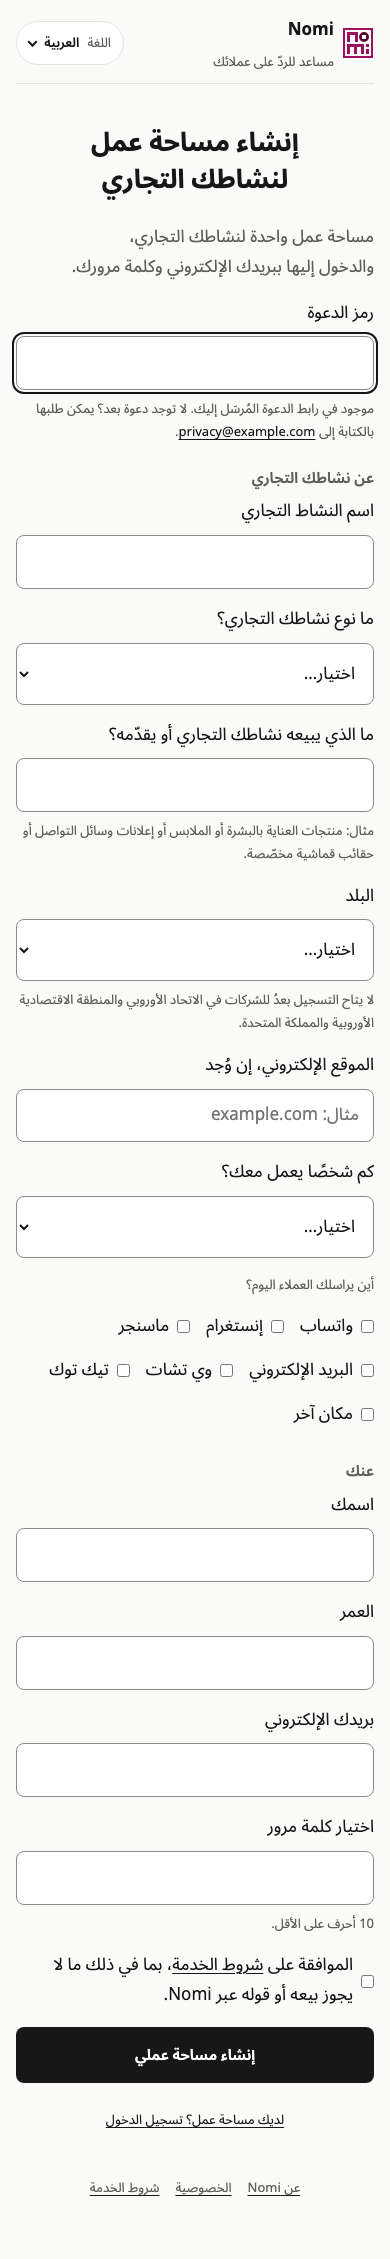 Nomi
مساعد للردّ على عملائك
اللغة العربية
إنشاء مساحة عمل
لنشاطك التجاري
مساحة عمل واحدة لنشاطك التجاري،
والدخول إليها ببريدك الإلكتروني وكلمة مرورك.
رمز الدعوة
موجود في رابط الدعوة المُرسَل إليك. لا توجد دعوة بعد؟ يمكن طلبها
بالكتابة إلى privacy@example.com.
عن نشاطك التجاري
اسم النشاط التجاري
ما نوع نشاطك التجاري؟
اختيار...
ما الذي يبيعه نشاطك التجاري أو يقدّمه؟
مثال: منتجات العناية بالبشرة أو الملابس أو إعلانات وسائل التواصل أو
حقائب قماشية مخصّصة.
البلد
اختيار...
لا يتاح التسجيل بعدُ للشركات في الاتحاد الأوروبي والمنطقة الاقتصادية
الأوروبية والمملكة المتحدة.
الموقع الإلكتروني، إن وُجد
مثال: example.com
كم شخصًا يعمل معك؟
اختيار...
أين يراسلك العملاء اليوم؟
واتساب إنستغرام ماسنجر
البريد الإلكتروني وي تشات تيك توك
مكان آخر
عنك
اسمك
العمر
بريدك الإلكتروني
اختيار كلمة مرور
10 أحرف على الأقل.
الموافقة على شروط الخدمة، بما في ذلك ما لا
يجوز بيعه أو قوله عبر Nomi.
إنشاء مساحة عملي
لديك مساحة عمل؟ تسجيل الدخول
عن Nomi الخصوصية شروط الخدمة